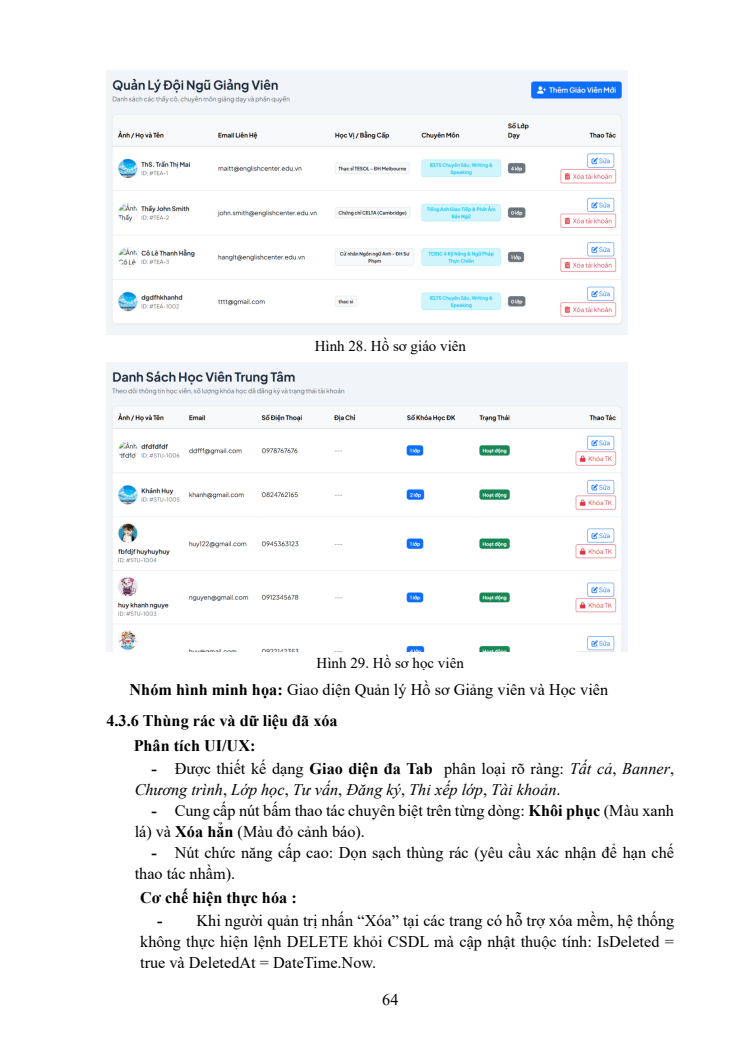 Quản Lý Đội Ngũ Giảng Viên
Danh sách các thầy cô, chuyên môn giảng dạy và phân quyền
Thêm Giáo Viên Mới
Ảnh / Họ và Tên Email Liên Hệ Học Vị / Bằng Cấp Chuyên Môn Số Lớp Dạy Thao Tác
ThS. Trần Thị Mai
ID: #TEA-1
maitt@englishcenter.edu.vn
Thạc sĩ TESOL - ĐH Melbourne
IELTS Chuyên Sâu, Writing &
Speaking
4 lớp
Sửa
Xóa tài khoản
Ảnh
Thầy
Thầy John Smith
ID: #TEA-2
john.smith@englishcenter.edu.vn
Chứng chỉ CELTA (Cambridge)
Tiếng Anh Giao Tiếp & Phát Âm
Bản Ngữ
0 lớp
Sửa
Xóa tài khoản
Ảnh
Cô Lê
Cô Lê Thanh Hằng
ID: #TEA-3
hanglt@englishcenter.edu.vn
Cử nhân Ngôn ngữ Anh - ĐH Sư
Phạm
TOEIC 4 Kỹ Năng & Ngữ Pháp
Thực Chiến
1 lớp
Sửa
Xóa tài khoản
dgdfhkhanhd
ID: #TEA-1002
tttt@gmail.com
thac si
IELTS Chuyên Sâu, Writing &
Speaking
0 lớp
Sửa
Xóa tài khoản
Hình 28. Hồ sơ giáo viên
Danh Sách Học Viên Trung Tâm
Theo dõi thông tin học viên, số lượng khóa học đã đăng ký và trạng thái tài khoản
Ảnh / Họ và Tên Email Số Điện Thoại Địa Chỉ Số Khóa Học ĐK Trạng Thái Thao Tác
Ảnh
dfdfdfdf
ID: #STU-1006
ddfff@gmail.com 0978767676 --- 1 lớp Hoạt động
Sửa
Khóa TK
Khánh Huy
ID: #STU-1005
khanh@gmail.com 0824762165 --- 2 lớp Hoạt động
Sửa
Khóa TK
fbfdjf huyhuyhuy
ID: #STU-1004
huy122@gmail.com 0945363123 --- 1 lớp Hoạt động
Sửa
Khóa TK
huy khanh nguye
ID: #STU-1003
nguyen@gmail.com 0912345678 --- 1 lớp Hoạt động
Sửa
Khóa TK
Sửa
Hình 29. Hồ sơ học viên
Nhóm hình minh họa: Giao diện Quản lý Hồ sơ Giảng viên và Học viên
4.3.6 Thùng rác và dữ liệu đã xóa
Phân tích UI/UX:
- Được thiết kế dạng Giao diện đa Tab phân loại rõ ràng: Tất cả, Banner,
Chương trình, Lớp học, Tư vấn, Đăng ký, Thi xếp lớp, Tài khoản.
- Cung cấp nút bấm thao tác chuyên biệt trên từng dòng: Khôi phục (Màu xanh
lá) và Xóa hẳn (Màu đỏ cảnh báo).
- Nút chức năng cấp cao: Dọn sạch thùng rác (yêu cầu xác nhận để hạn chế
thao tác nhầm).
Cơ chế hiện thực hóa :
- Khi người quản trị nhấn “Xóa” tại các trang có hỗ trợ xóa mềm, hệ thống
không thực hiện lệnh DELETE khỏi CSDL mà cập nhật thuộc tính: IsDeleted =
true và DeletedAt = DateTime.Now.
64